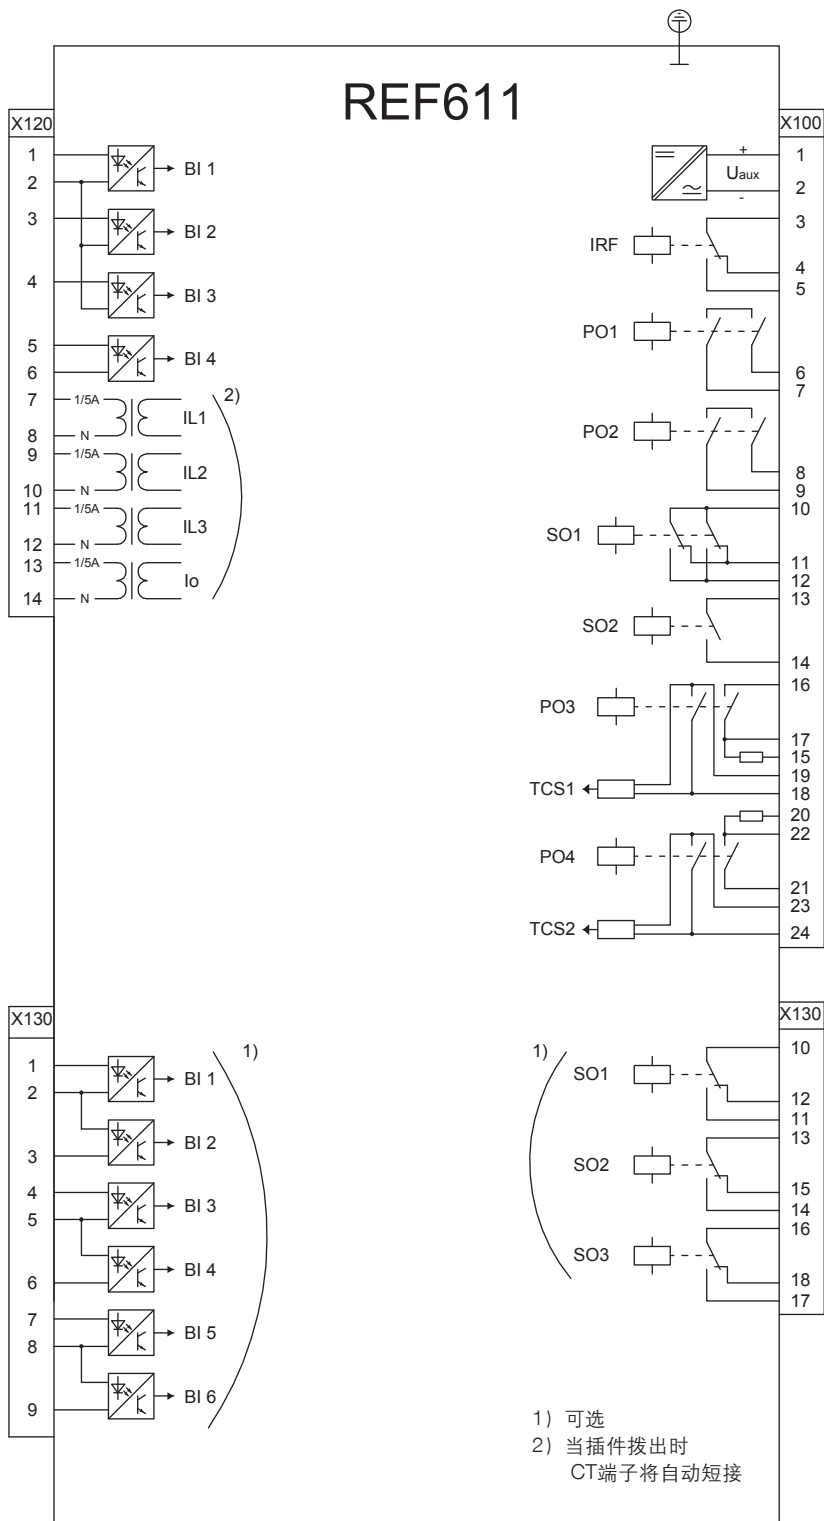 REF611
X120
1
2
BI 1
3
BI 2
4
BI 3
5
6
BI 4
7
1/5A
8
N
IL1
2)
9
1/5A
10
N
IL2
11
1/5A
12
N
IL3
13
1/5A
14
N
Io
X100
+
1
Uaux
2
-
3
IRF
4
5
PO1
6
7
PO2
8
9
10
SO1
11
12
13
SO2
14
16
PO3
17
15
19
TCS1
18
20
22
PO4
21
23
TCS2
24
X130
1
2
BI 1
3
BI 2
4
5
BI 3
6
BI 4
7
8
BI 5
9
BI 6
1)
X130
1)
10
SO1
12
11
13
SO2
15
14
16
SO3
18
17
1) 可选
2) 当插件拨出时
CT端子将自动短接